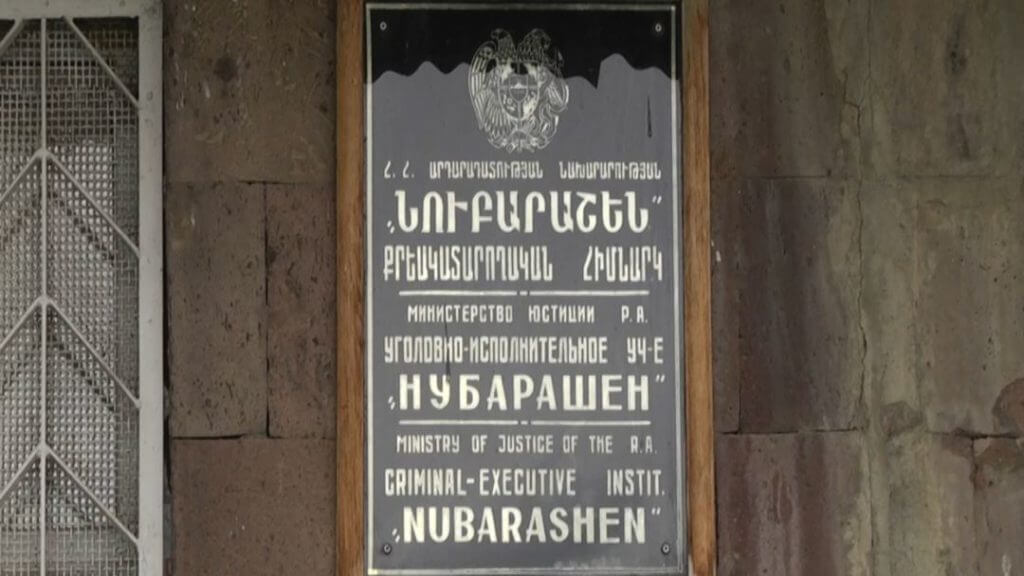 Հ. Հ. ԱՐԴԱՐԱԴԱՏՈՒԹՅԱՆ ՆԱԽԱՐԱՐՈՒԹՅԱՆ
„ՆՈՒԲԱՐԱՇԵՆ"
ՔՐԵԱԿԱՏԱՐՈՂԱԿԱՆ ՀԻՄՆԱՐԿ
МИНИСТЕРСТВО ЮСТИЦИИ Р.А.
УГОЛОВНО-ИСПОЛНИТЕЛЬНОЕ УЧ-Е
„НУБАРАШЕН"
MINISTRY OF JUSTICE OF THE R.A.
CRIMINAL-EXECUTIVE INSTIT.
„NUBARASHEN"